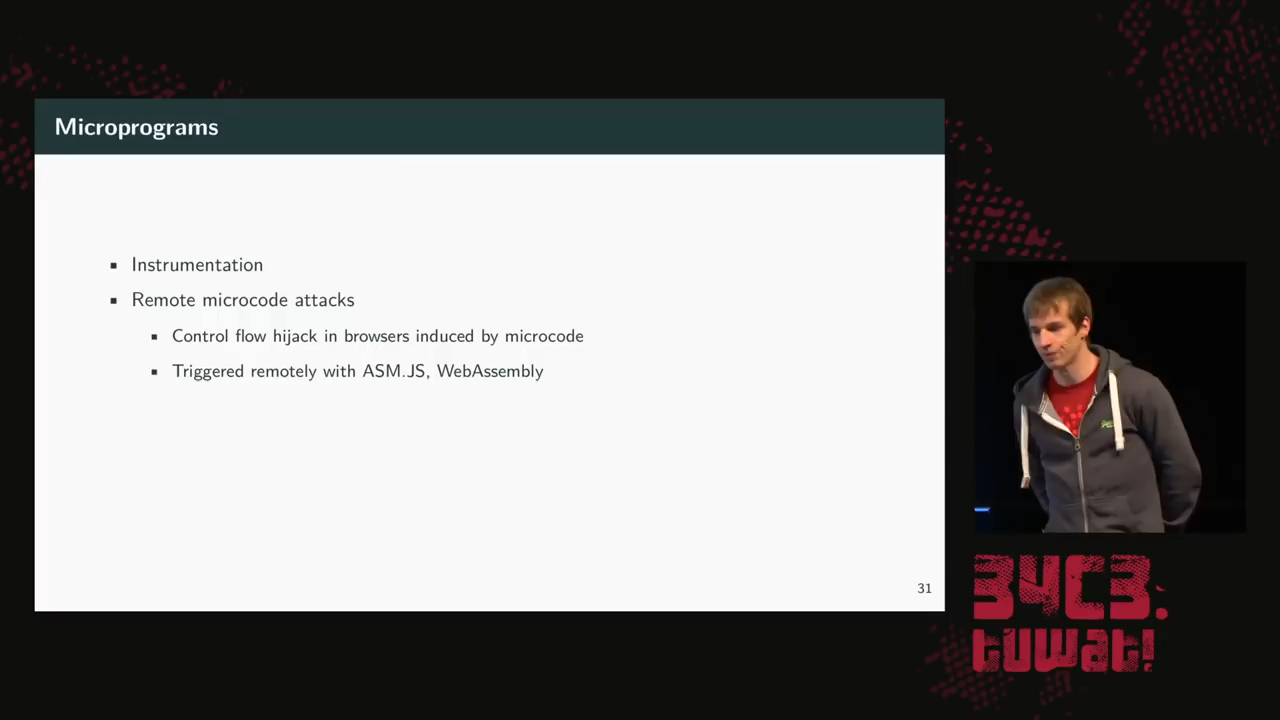 Microprograms
Instrumentation
Remote microcode attacks
Control flow hijack in browsers induced by microcode
Triggered remotely with ASM.JS, WebAssembly
31
34C3.
tuwat!